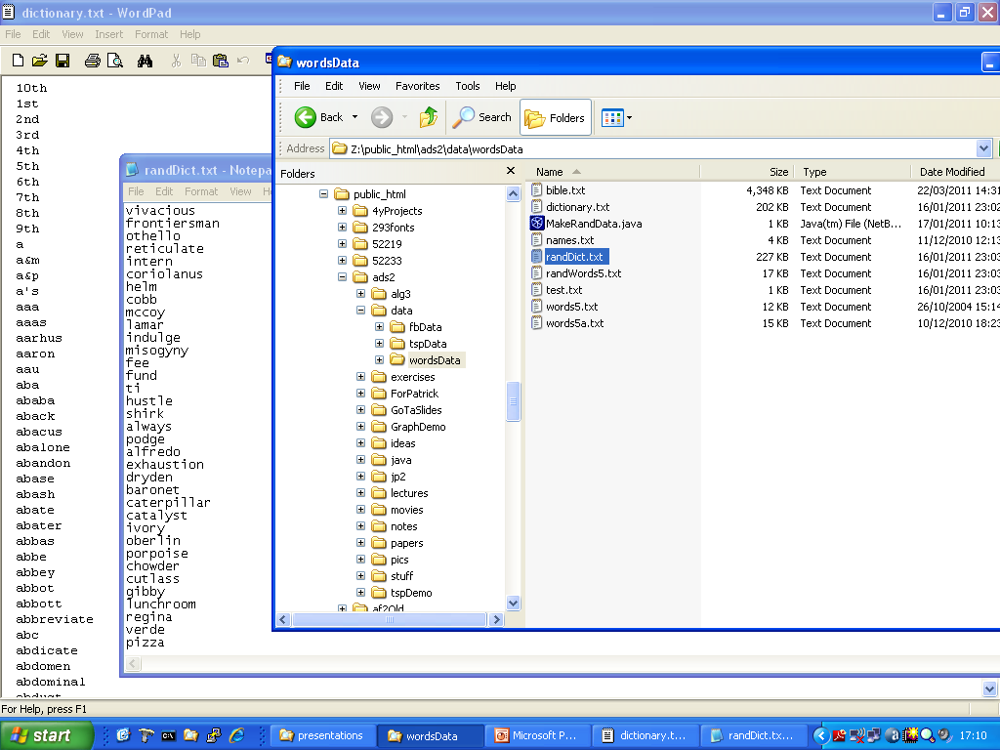 dictionary.txt - WordPad
File Edit View Insert Format Help
10th
1st
2nd
3rd
4th
5th
6th
7th
8th
9th
a
a&m
a&p
a's
aaa
aaas
aarhus
aaron
aau
aba
ababa
aback
abacus
abalone
abandon
abase
abash
abate
abater
abbas
abbe
abbey
abbot
abbott
abbreviate
abc
abdicate
abdomen
abdominal
abduct
For Help, press F1
randDict.txt - Notepa
File Edit Format View He
vivacious
frontiersman
othello
reticulate
intern
coriolanus
helm
cobb
mccoy
lamar
indulge
misogyny
fee
fund
ti
hustle
shirk
always
podge
alfredo
exhaustion
dryden
baronet
caterpillar
catalyst
ivory
oberlin
porpoise
chowder
cutlass
gibby
lunchroom
regina
verde
pizza
wordsData
File Edit View Favorites Tools Help
Back Search Folders
Address Z:\public_html\ads2\data\wordsData
Folders
public_html
4yProjects
293fonts
52219
52233
ads2
alg3
data
fbData
tspData
wordsData
exercises
ForPatrick
GoTaSlides
GraphDemo
ideas
java
jp2
lectures
movies
notes
papers
pics
stuff
tspDemo
af2Old
Name Size Type Date Modified
bible.txt 4,348 KB Text Document 22/03/2011 14:31
dictionary.txt 202 KB Text Document 16/01/2011 23:02
MakeRandData.java 1 KB Java(tm) File (NetB... 17/01/2011 10:13
names.txt 4 KB Text Document 11/12/2010 12:13
randDict.txt 227 KB Text Document 16/01/2011 23:03
randWords5.txt 17 KB Text Document 16/01/2011 23:03
test.txt 1 KB Text Document 16/01/2011 23:03
words5.txt 12 KB Text Document 26/10/2004 15:14
words5a.txt 15 KB Text Document 10/12/2010 18:23
start presentations wordsData Microsoft P... dictionary.t... randDict.tx... 17:10